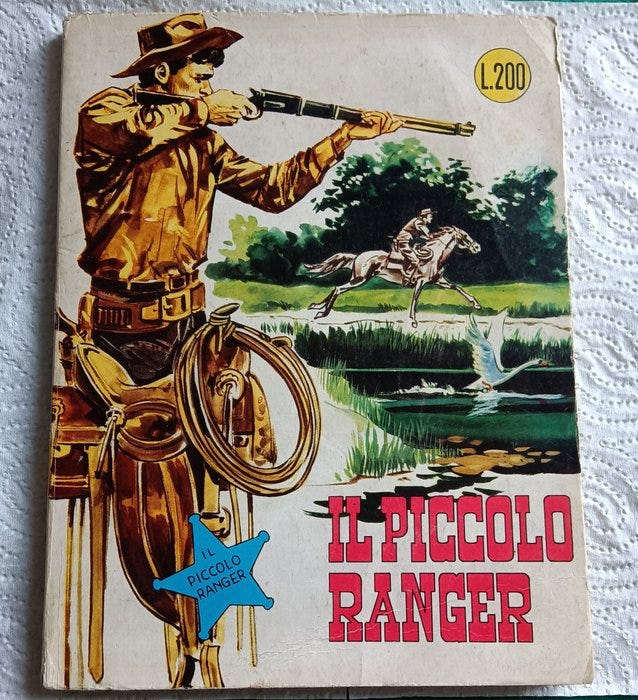 L.200
IL PICCOLO
RANGER
IL
PICCOLO
RANGER